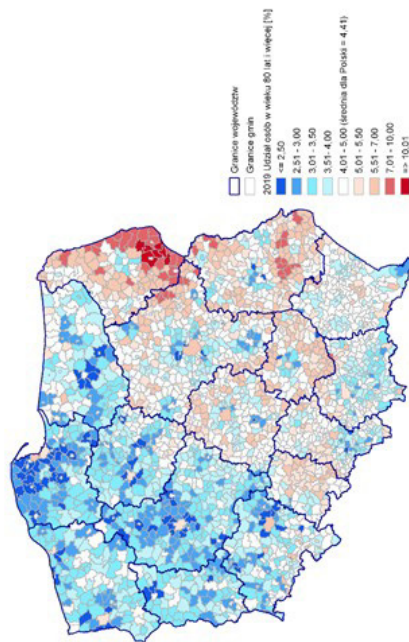 Granice województw
Granice gmin
2019 Udział osób w wieku 80 lat i więcej [%]
<= 2,50
2,51 - 3,00
3,01 - 3,50
3,51- 4,00
4,01 - 5,00 (średnia dla Polski = 4,41)
5,01 - 5,50
5,51 - 7,00
7,01 - 10,00
=> 10,01